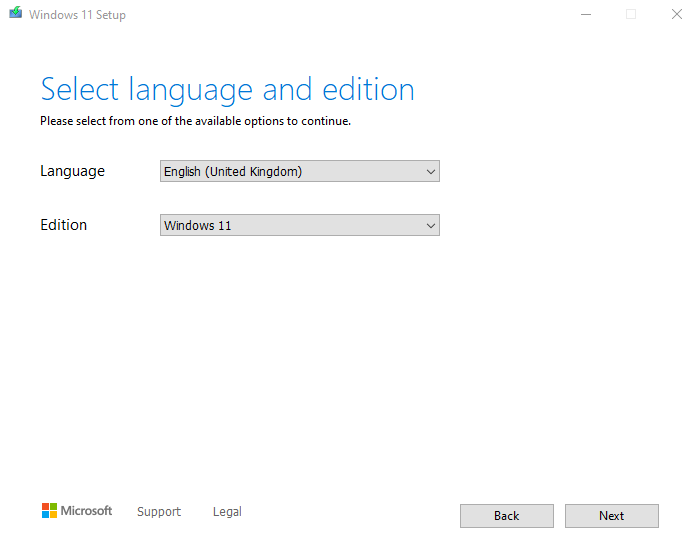 Windows 11 Setup
Select language and edition
Please select from one of the available options to continue.
Language English (United Kingdom)
Edition Windows 11
Microsoft Support Legal Back Next